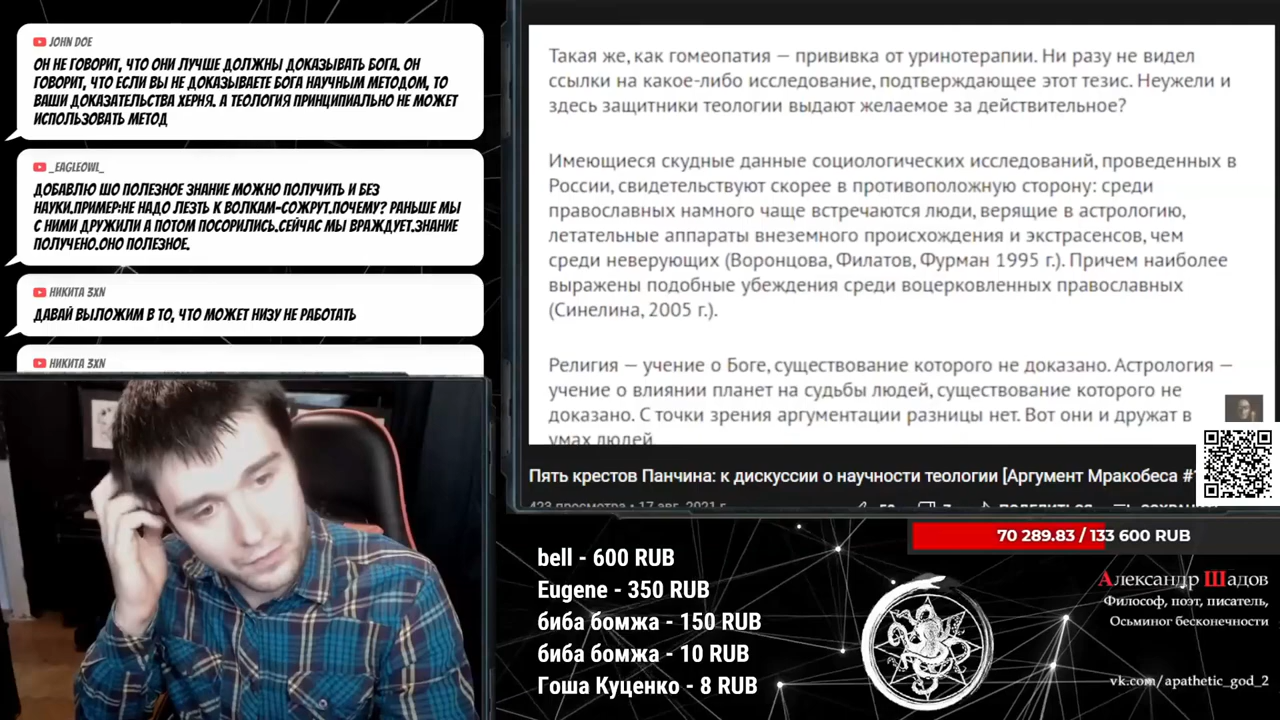 JOHN DOE
ОН НЕ ГОВОРИТ, ЧТО ОНИ ЛУЧШЕ ДОЛЖНЫ ДОКАЗЫВАТЬ БОГА. ОН
ГОВОРИТ, ЧТО ЕСЛИ ВЫ НЕ ДОКАЗЫВАЕТЕ БОГА НАУЧНЫМ МЕТОДОМ, ТО
ВАШИ ДОКАЗАТЕЛЬСТВА ХЕРНЯ. А ТЕОЛОГИЯ ПРИНЦИПИАЛЬНО НЕ МОЖЕТ
ИСПОЛЬЗОВАТЬ МЕТОД
_EAGLEOWL_
ДОБАВЛЮ ШО ПОЛЕЗНОЕ ЗНАНИЕ МОЖНО ПОЛУЧИТЬ И БЕЗ
НАУКИ,ПРИМЕР:НЕ НАДО ЛЕЗТЬ К ВОЛКАМ-СОЖРУТ.ПОЧЕМУ? РАНЬШЕ МЫ
С НИМИ ДРУЖИЛИ А ПОТОМ ПОСОРИЛИСЬ.СЕЙЧАС МЫ ВРАЖДУЕТ.ЗНАНИЕ
ПОЛУЧЕНО.ОНО ПОЛЕЗНОЕ.
НИКИТА 3XN
ДАВАЙ ВЫЛОЖИМ В ТО, ЧТО МОЖЕТ НИЗУ НЕ РАБОТАТЬ
НИКИТА 3XN
Такая же, как гомеопатия — прививка от уринотерапии. Ни разу не видел
ссылки на какое-либо исследование, подтверждающее этот тезис. Неужели и
здесь защитники теологии выдают желаемое за действительное?
Имеющиеся скудные данные социологических исследований, проведенных в
России, свидетельствуют скорее в противоположную сторону: среди
православных намного чаще встречаются люди, верящие в астрологию,
летательные аппараты внеземного происхождения и экстрасенсов, чем
среди неверующих (Воронцова, Филатов, Фурман 1995 г.). Причем наиболее
выражены подобные убеждения среди воцерковленных православных
(Синелина, 2005 г.).
Религия — учение о Боге, существование которого не доказано. Астрология —
учение о влиянии планет на судьбы людей, существование которого не
доказано. С точки зрения аргументации разницы нет. Вот они и дружат в
умах людей
Пять крестов Панчина: к дискуссии о научности теологии [Аргумент Мракобеса #
423 просмотра • 17 авг. 2021 г.
ПОДЕЛИТЬСЯ
70 289.83 / 133 600 RUB
bell - 600 RUB
Eugene - 350 RUB
биба бомжа - 150 RUB
биба бомжа - 10 RUB
Гоша Куценко - 8 RUB
Александр Шадов
Философ, поэт, писатель,
Осьминог бесконечности
vk.com/apathetic_god_2